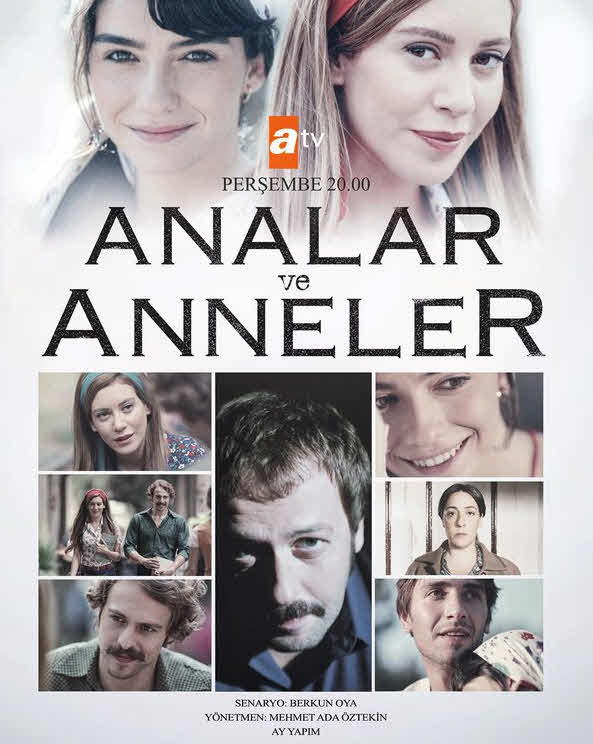 atv
PERŞEMBE 20.00
ANALAR
ve
ANNELER
SENARYO: BERKUN OYA
YÖNETMEN: MEHMET ADA ÖZTEKİN
AY YAPIM